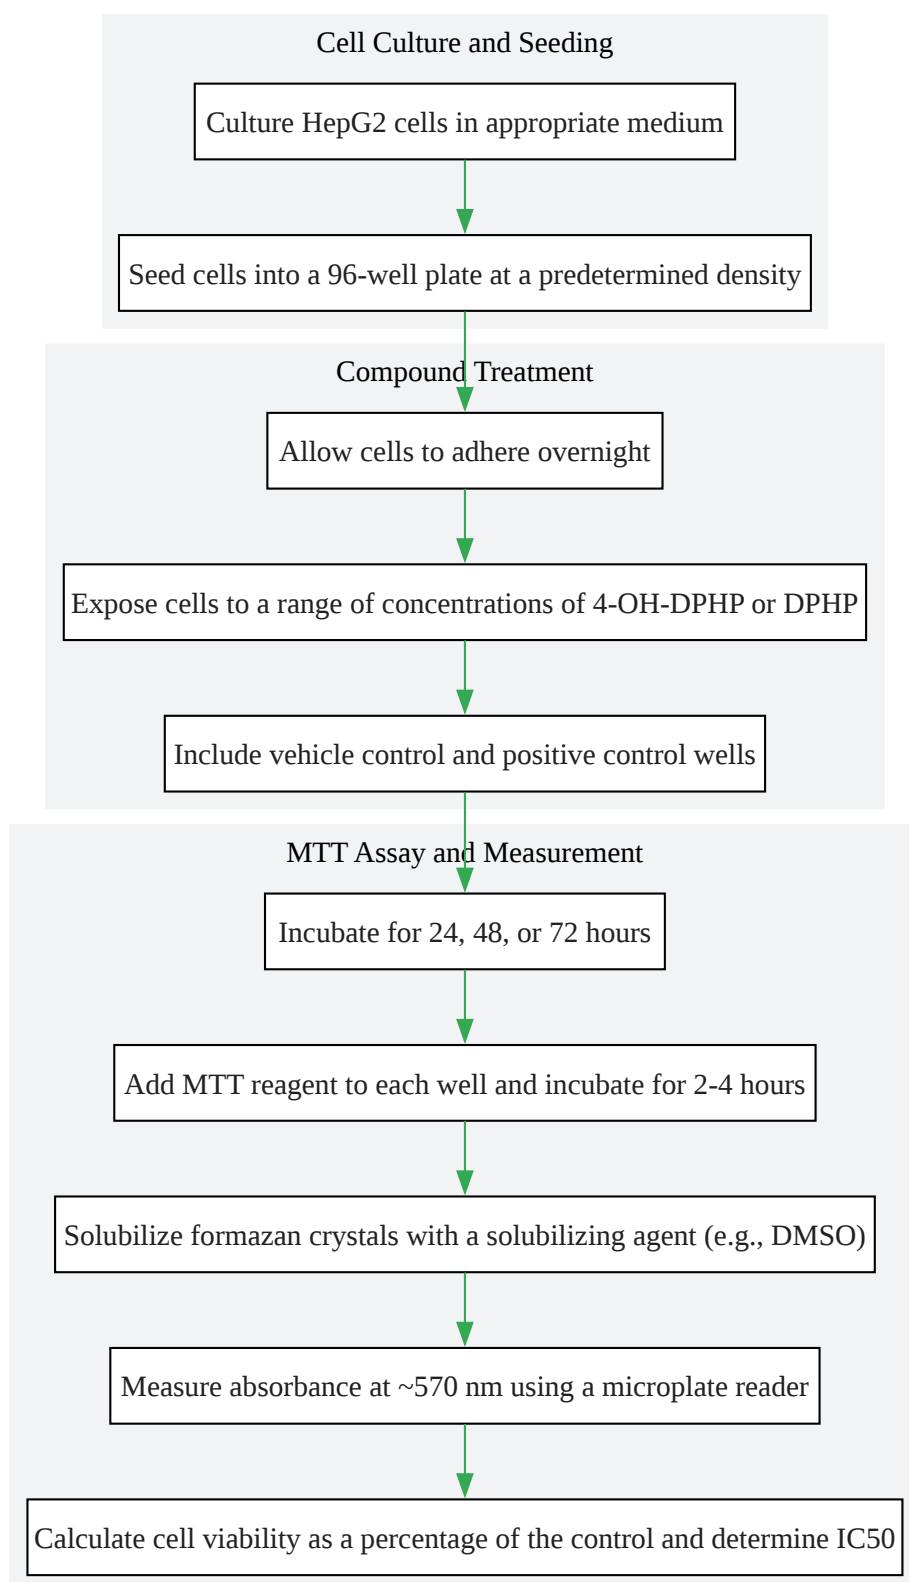 Cell Culture and Seeding
Culture HepG2 cells in appropriate medium
Seed cells into a 96-well plate at a predetermined density
Compound Treatment
Allow cells to adhere overnight
Expose cells to a range of concentrations of 4-OH-DPHP or DPHP
Include vehicle control and positive control wells
MTT Assay and Measurement
Incubate for 24, 48, or 72 hours
Add MTT reagent to each well and incubate for 2-4 hours
Solubilize formazan crystals with a solubilizing agent (e.g., DMSO)
Measure absorbance at ~570 nm using a microplate reader
Calculate cell viability as a percentage of the control and determine IC50